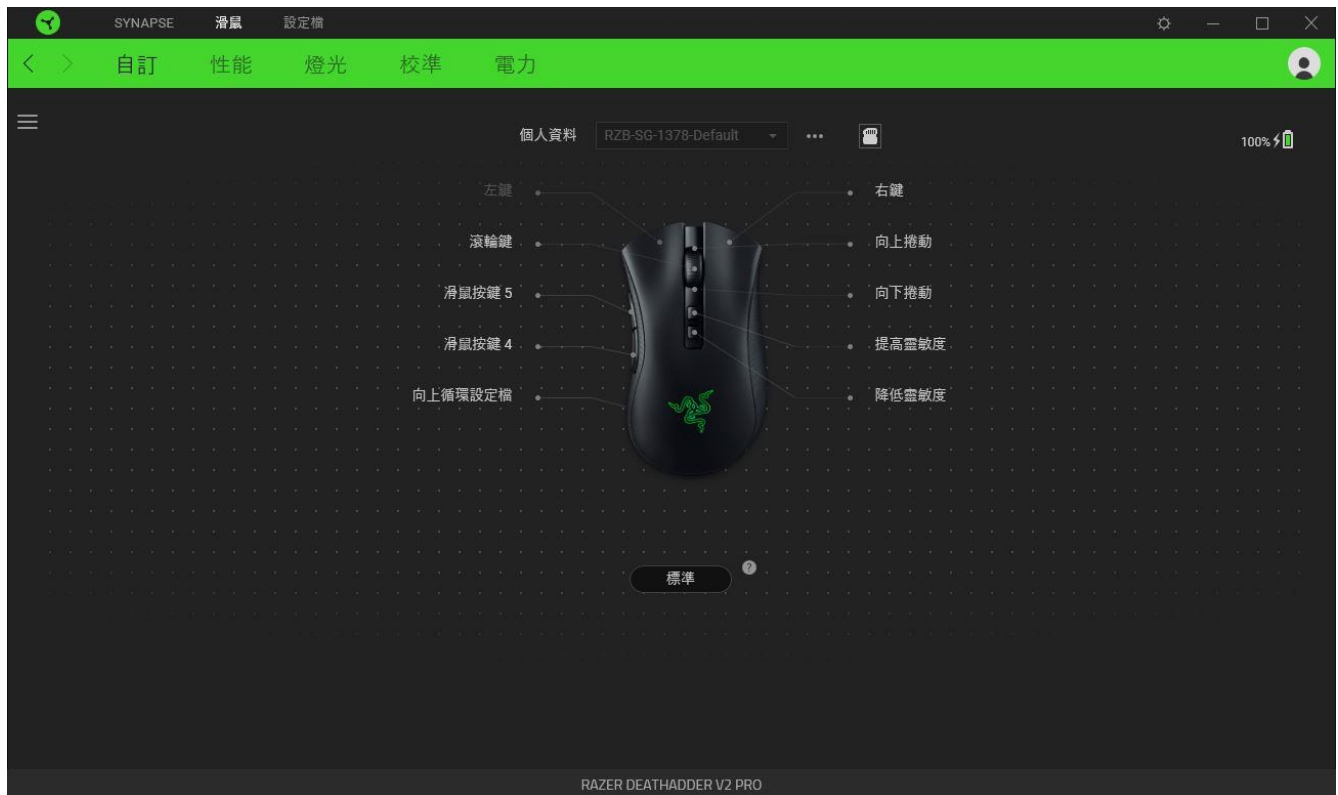 SYNAPSE 滑鼠 設定檔
自訂 性能 燈光 校準 電力
個人資料 RZB-SG-1378-Default
100%
左鍵 右鍵
滾輪鍵 向上捲動
滑鼠按鍵 5 向下捲動
滑鼠按鍵 4 提高靈敏度
向上循環設定檔 降低靈敏度
標準 ?
RAZER DEATHADDER V2 PRO